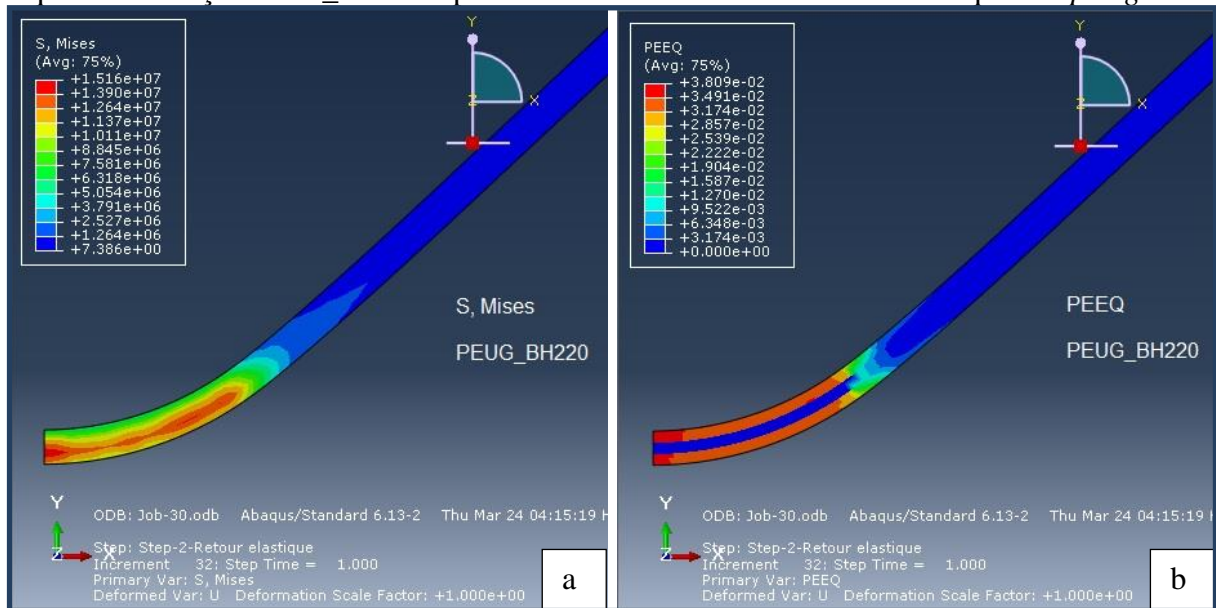 S, Mises
(Avg: 75%)
+1.516e+07
+1.390e+07
+1.264e+07
+1.137e+07
+1.011e+07
+8.845e+06
+7.581e+06
+6.318e+06
+5.054e+06
+3.791e+06
+2.527e+06
+1.264e+06
+7.386e+00
Y
Z
X
S, Mises
PEUG_BH220
Y
Z
X
ODB: Job-30.odb Abaqus/Standard 6.13-2 Thu Mar 24 04:15:19
Step: Step-2-Retour elastique
Increment 32: Step Time = 1.000
Primary Var: S, Mises
Deformed Var: U Deformation Scale Factor: +1.000e+00
a
PEEQ
(Avg: 75%)
+3.809e-02
+3.491e-02
+3.174e-02
+2.857e-02
+2.539e-02
+2.222e-02
+1.904e-02
+1.587e-02
+1.270e-02
+9.522e-03
+6.348e-03
+3.174e-03
+0.000e+00
Y
Z
X
PEEQ
PEUG_BH220
Y
Z
X
ODB: Job-30.odb Abaqus/Standard 6.13-2 Thu Mar 24 04:15:19
Step: Step-2-Retour elastique
Increment 32: Step Time = 1.000
Primary Var: PEEQ
Deformed Var: U Deformation Scale Factor: +1.000e+00
b